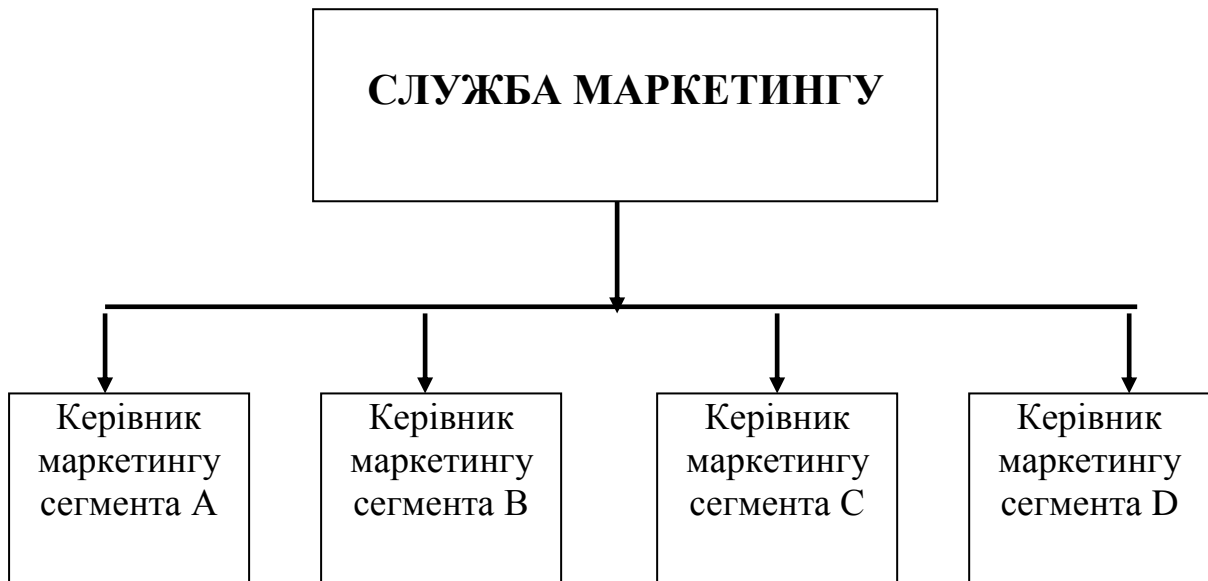 СЛУЖБА МАРКЕТИНГУ
Керівник
маркетингу
сегмента А
Керівник
маркетингу
сегмента В
Керівник
маркетингу
сегмента С
Керівник
маркетингу
сегмента D